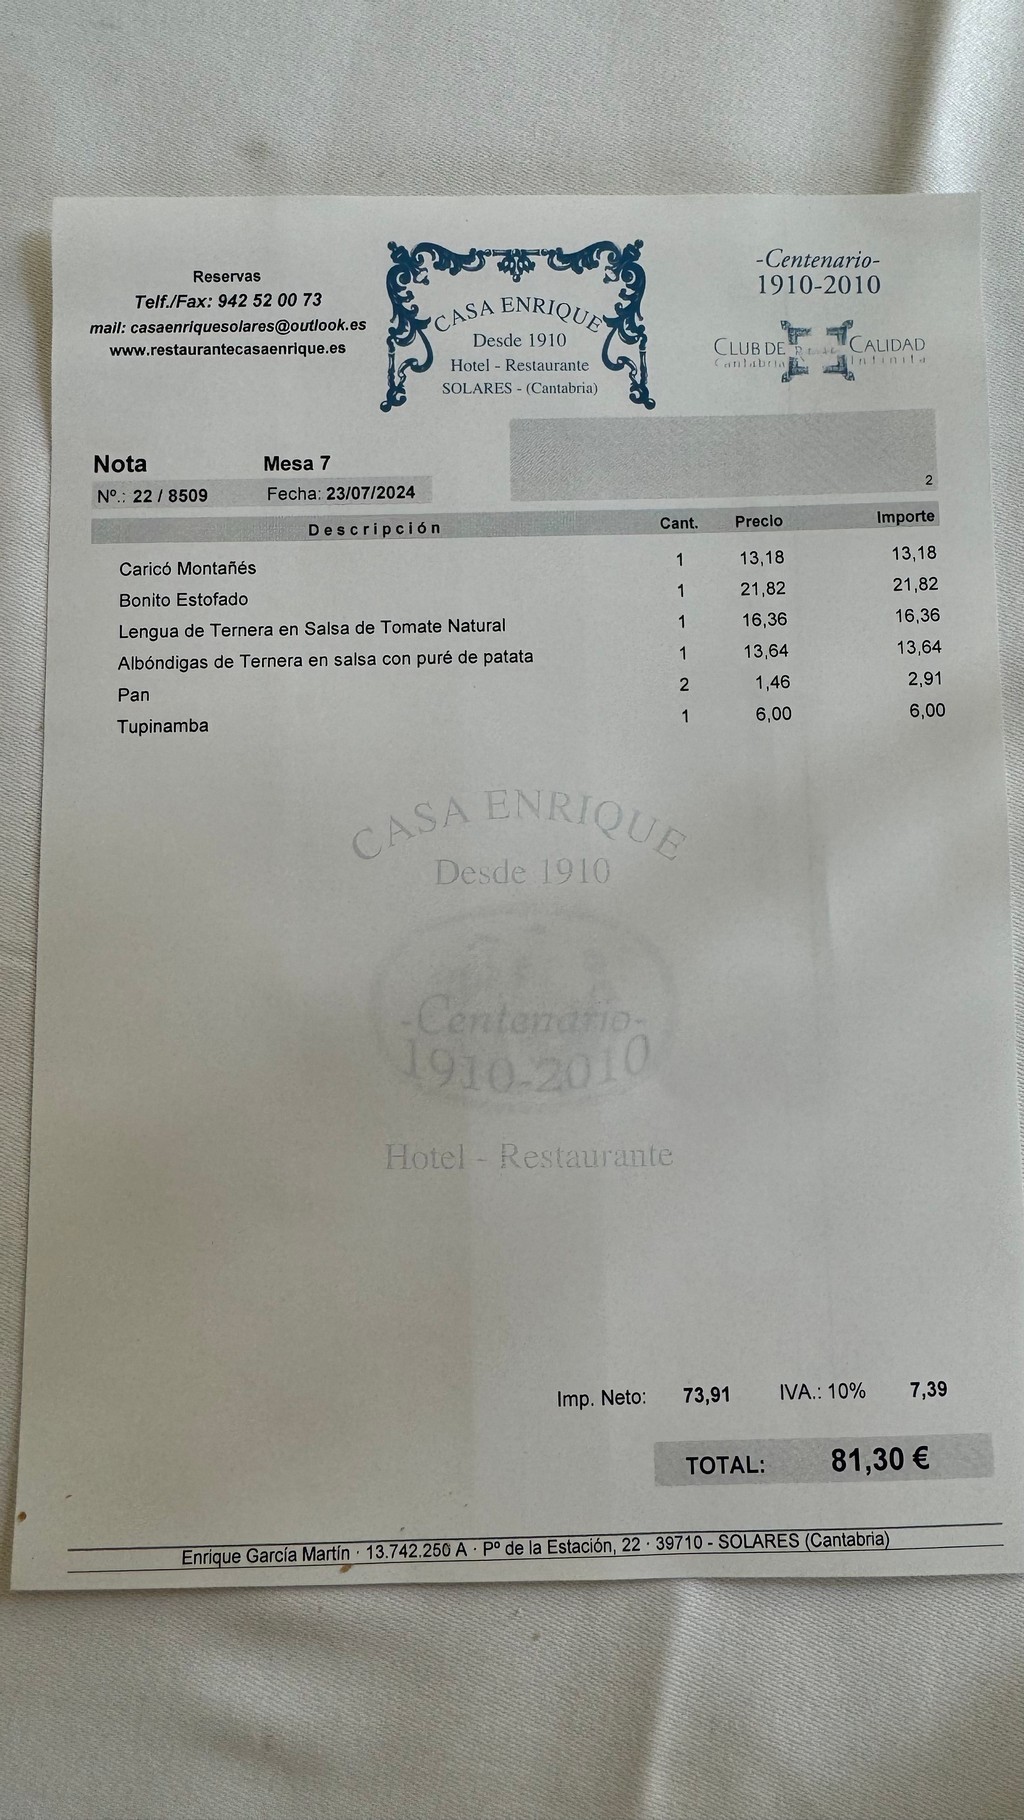 Reservas
Telf./Fax: 942 52 00 73
mail: casaenriquesolares@outlook.es
www.restaurantecasaenrique.es
CASA ENRIQUE
Desde 1910
Hotel - Restaurante
SOLARES - (Cantabria)
-Centenario-
1910-2010
CLUB DE CALIDAD
Cantabria Infinita
Nota Mesa 7
Nº.: 22 / 8509 Fecha: 23/07/2024
2
Descripción Cant. Precio Importe
Caricó Montañés 1 13,18 13,18
Bonito Estofado 1 21,82 21,82
Lengua de Ternera en Salsa de Tomate Natural 1 16,36 16,36
Albóndigas de Ternera en salsa con puré de patata 1 13,64 13,64
Pan 2 1,46 2,91
Tupinamba 1 6,00 6,00
CASA ENRIQUE
Desde 1910
-Centenario-
1910-2010
Hotel - Restaurante
Imp. Neto: 73,91 IVA.: 10% 7,39
TOTAL: 81,30 €
Enrique García Martín · 13.742.250 A · Pº de la Estación, 22 · 39710 - SOLARES (Cantabria)